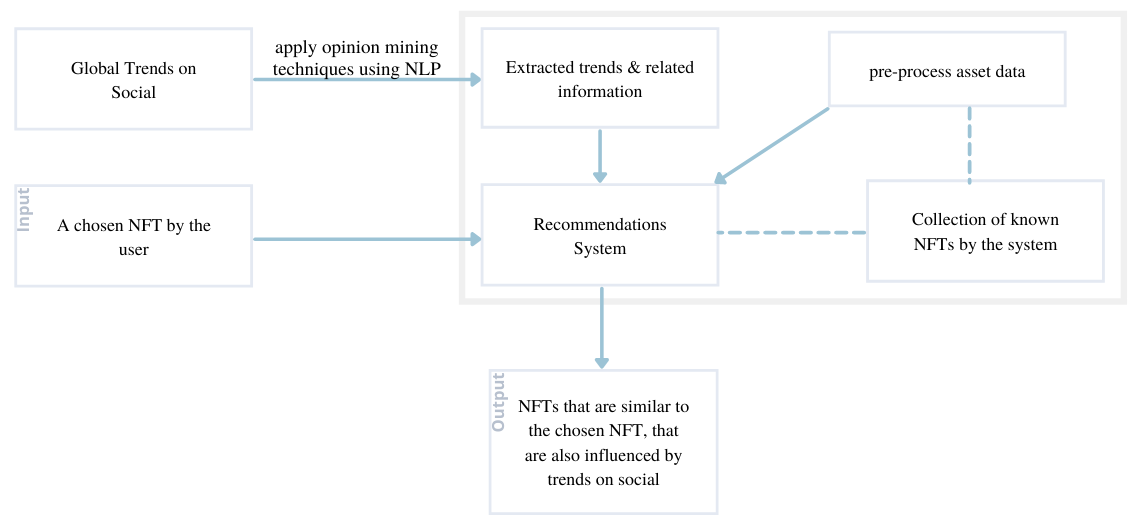 Global Trends on
Social
apply opinion mining
techniques using NLP
Extracted trends & related
information
pre-process asset data
Input
A chosen NFT by the
user
Recommendations
System
Collection of known
NFTs by the system
Output
NFTs that are similar to
the chosen NFT, that
are also influenced by
trends on social